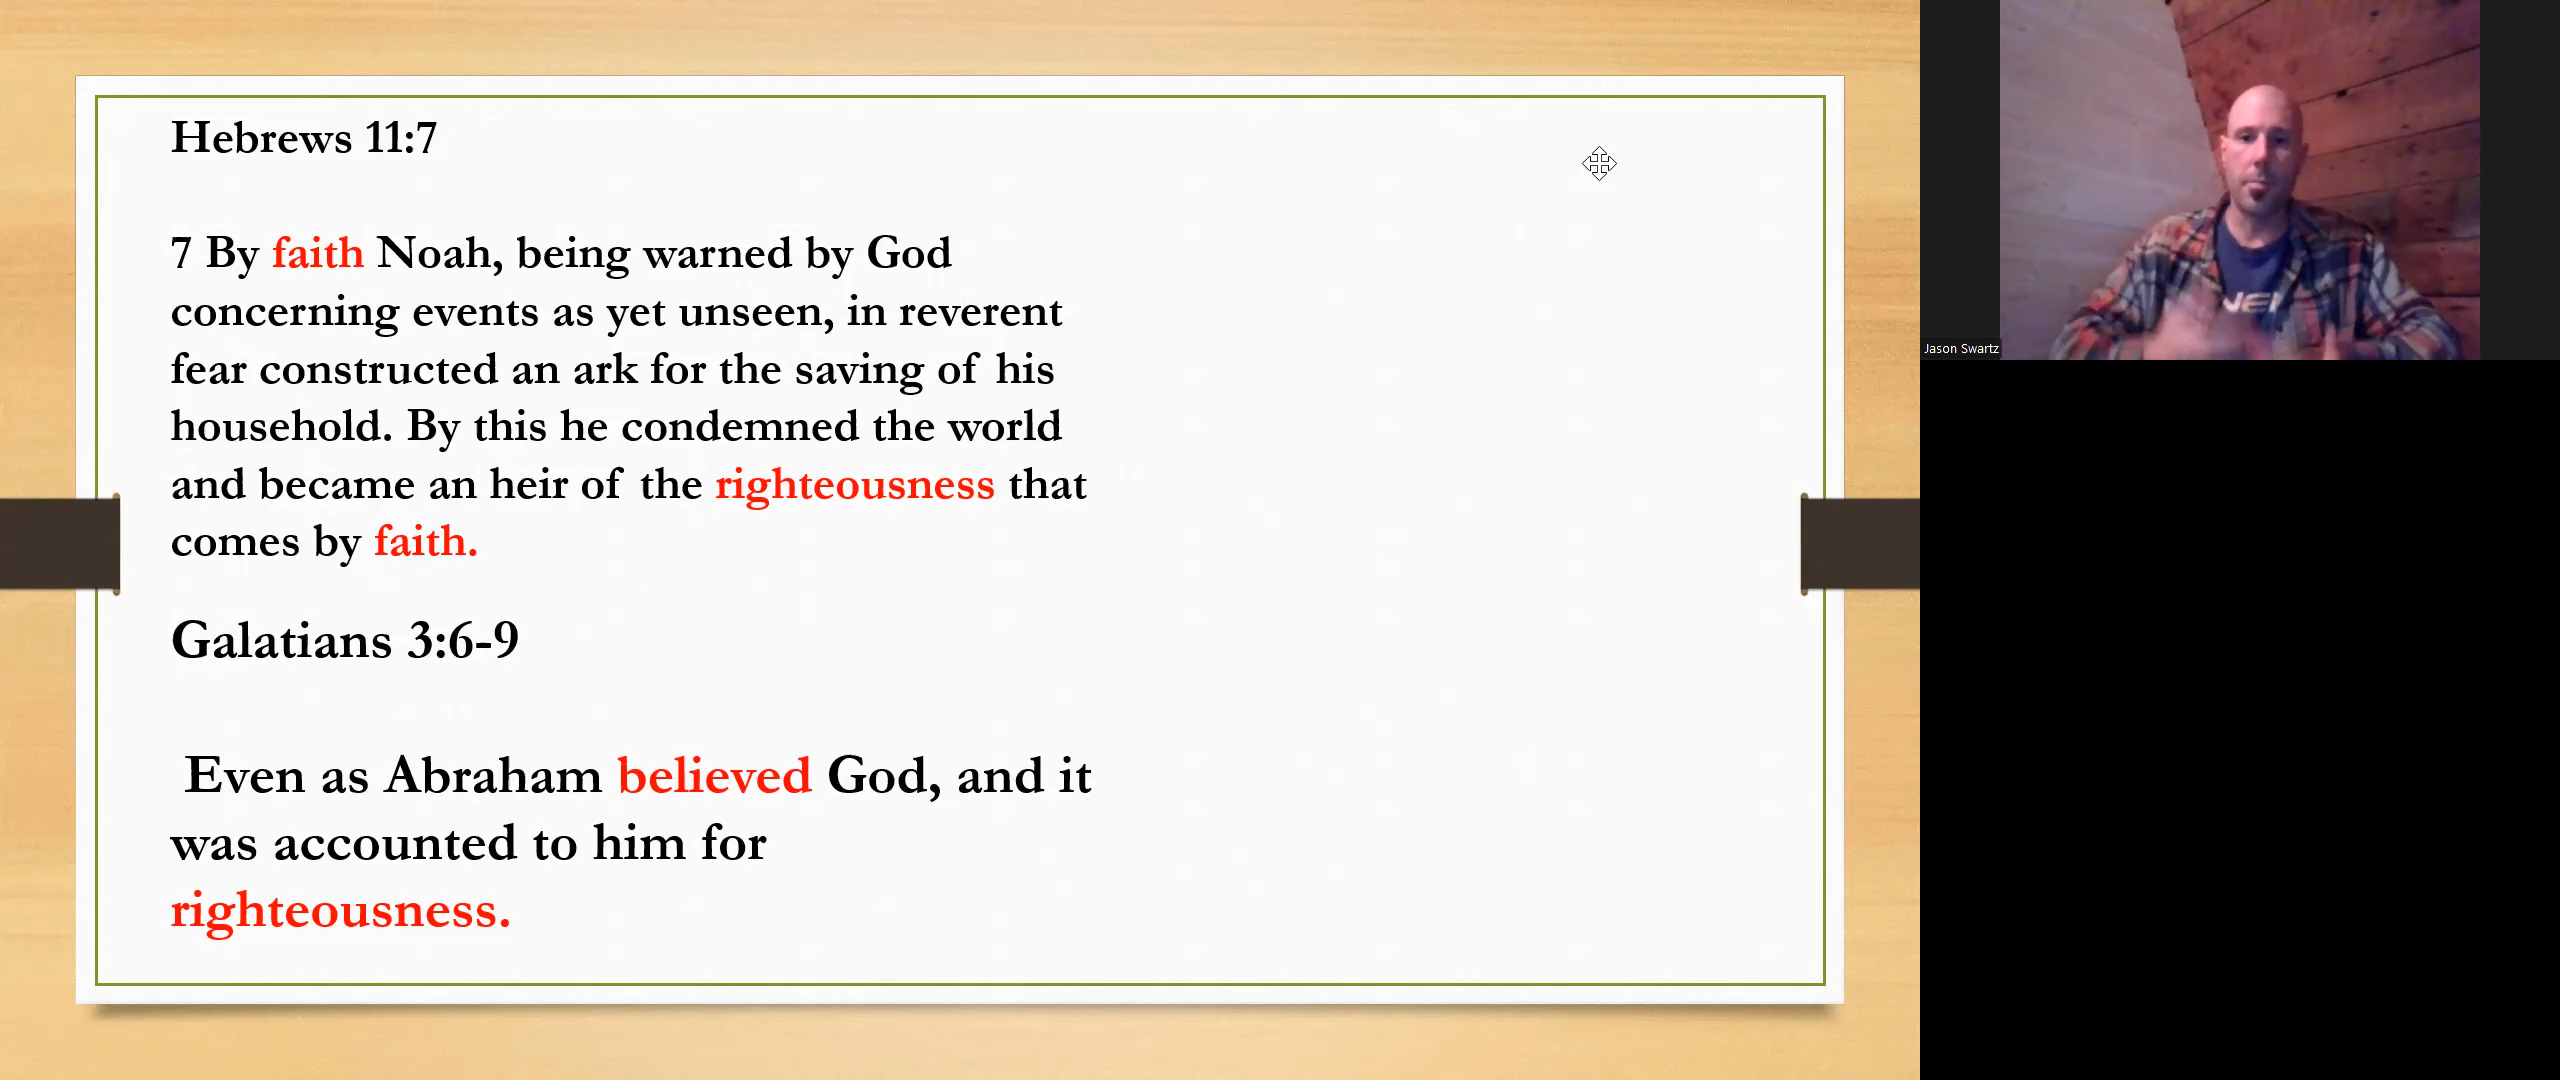 Hebrews 11:7
7 By faith Noah, being warned by God
concerning events as yet unseen, in reverent
fear constructed an ark for the saving of his
household. By this he condemned the world
and became an heir of the righteousness that
comes by faith.
Galatians 3:6-9
Even as Abraham believed God, and it
was accounted to him for
righteousness.
Jason Swartz